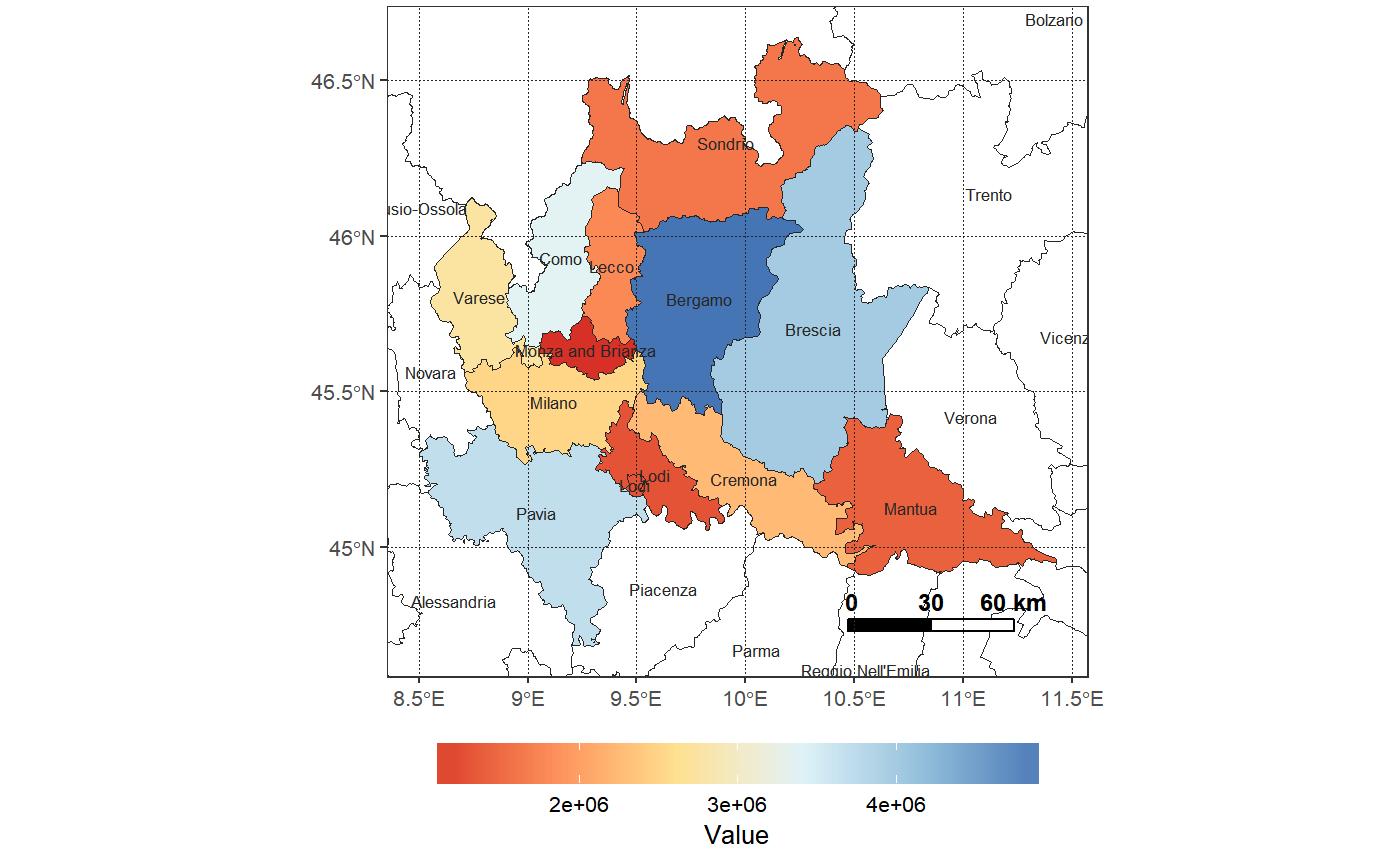 Bolzano
46.5°N
Sondrio
Trento
usio-Ossola
46°N
Como
Lecco
Varese
Bergamo
Brescia
Vicenz
Monza and Brianza
Novara
45.5°N
Milano
Verona
Lodi
Lodi
Cremona
Mantua
Pavia
45°N
Piacenza
Alessandria
0 30 60 km
Parma
Reggio Nell'Emilia
8.5°E 9°E 9.5°E 10°E 10.5°E 11°E 11.5°E
2e+06 3e+06 4e+06
Value